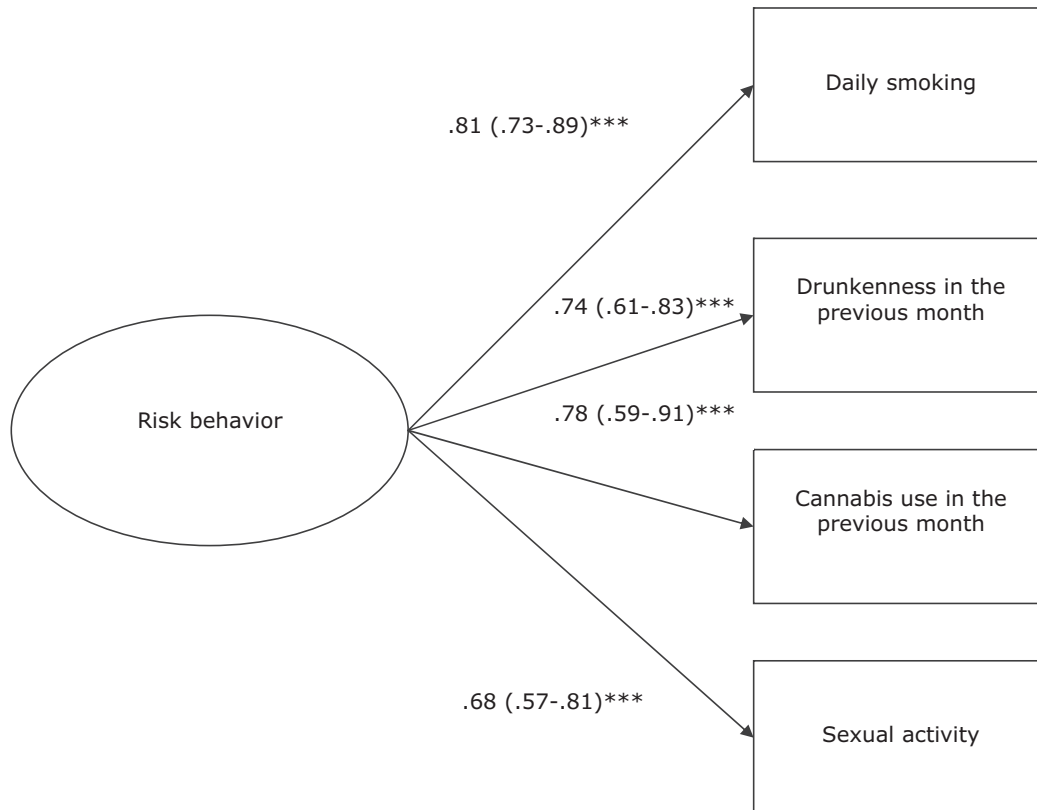 Daily smoking
.81 (.73-.89)***
Drunkenness in the
previous month
.74 (.61-.83)***
Risk behavior
.78 (.59-.91)***
Cannabis use in the
previous month
.68 (.57-.81)***
Sexual activity